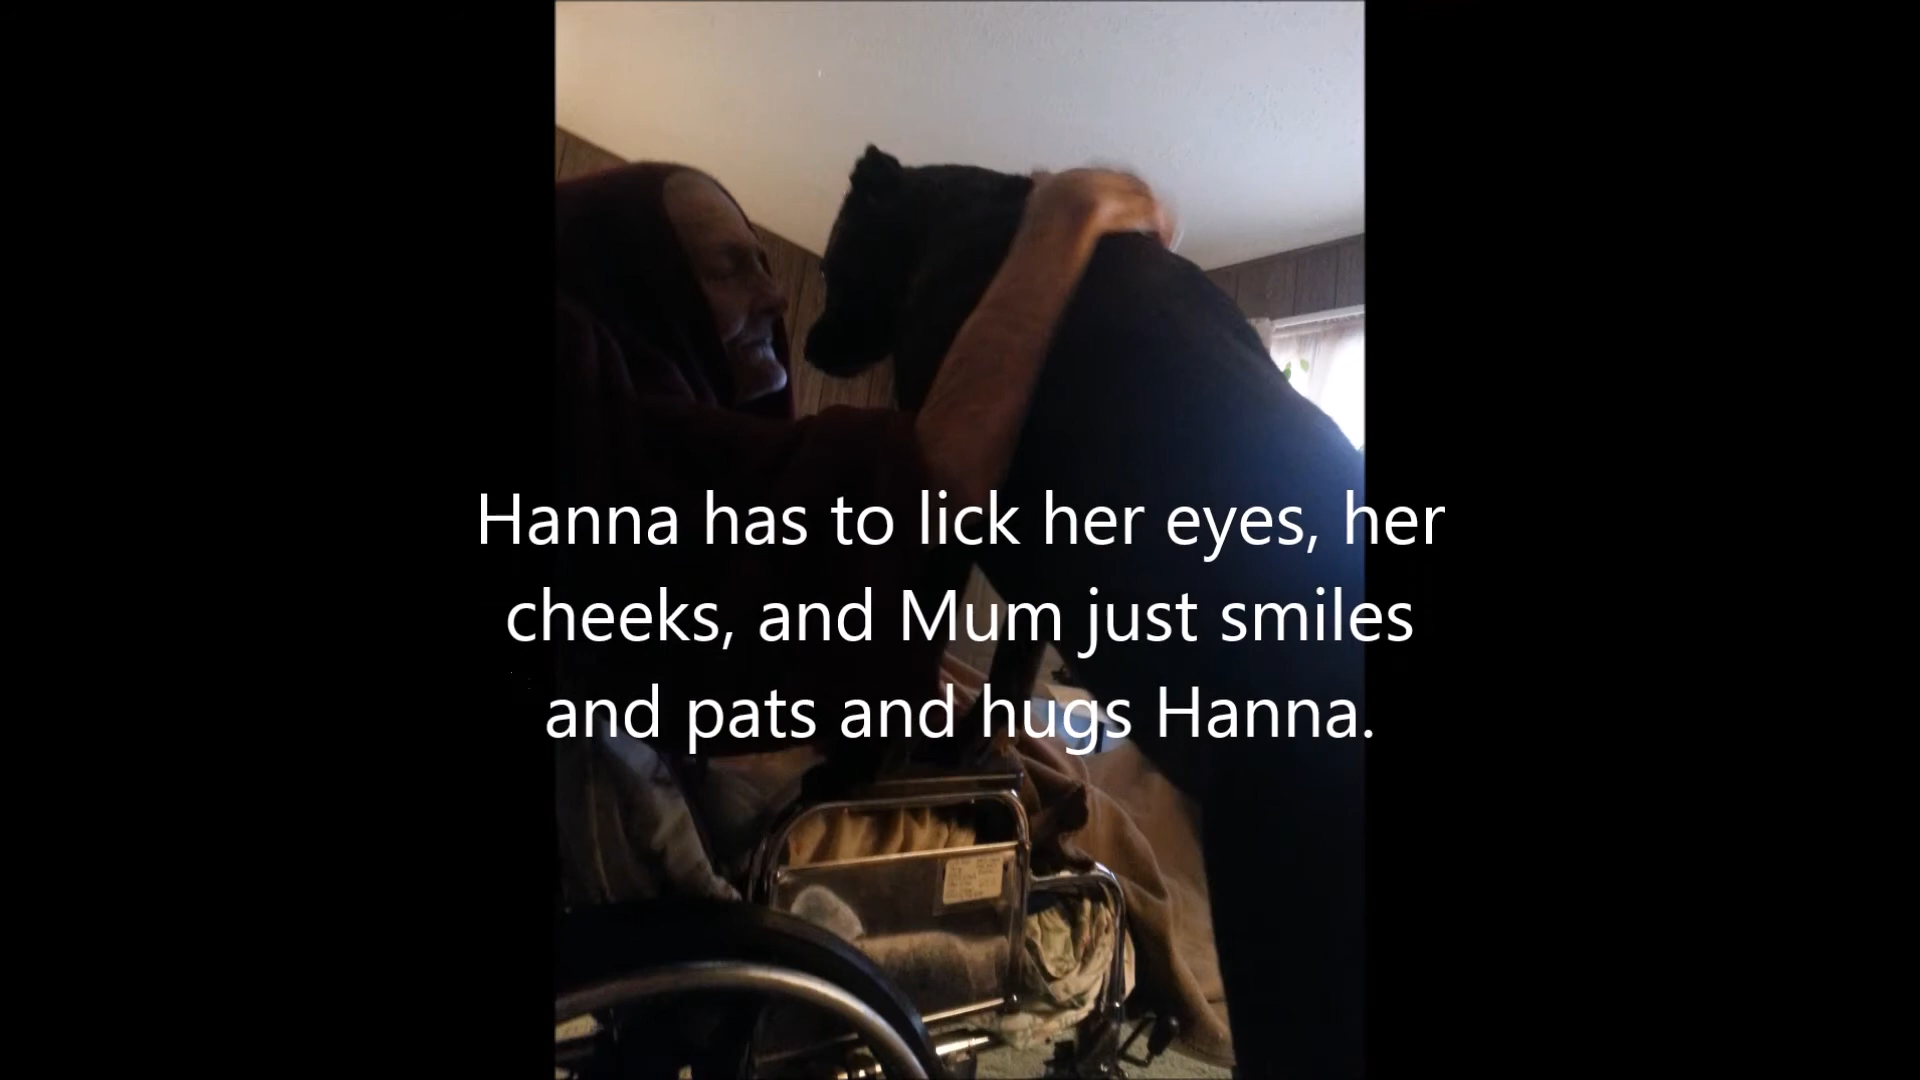 Hanna has to lick her eyes, her
cheeks, and Mum just smiles
and pats and hugs Hanna.